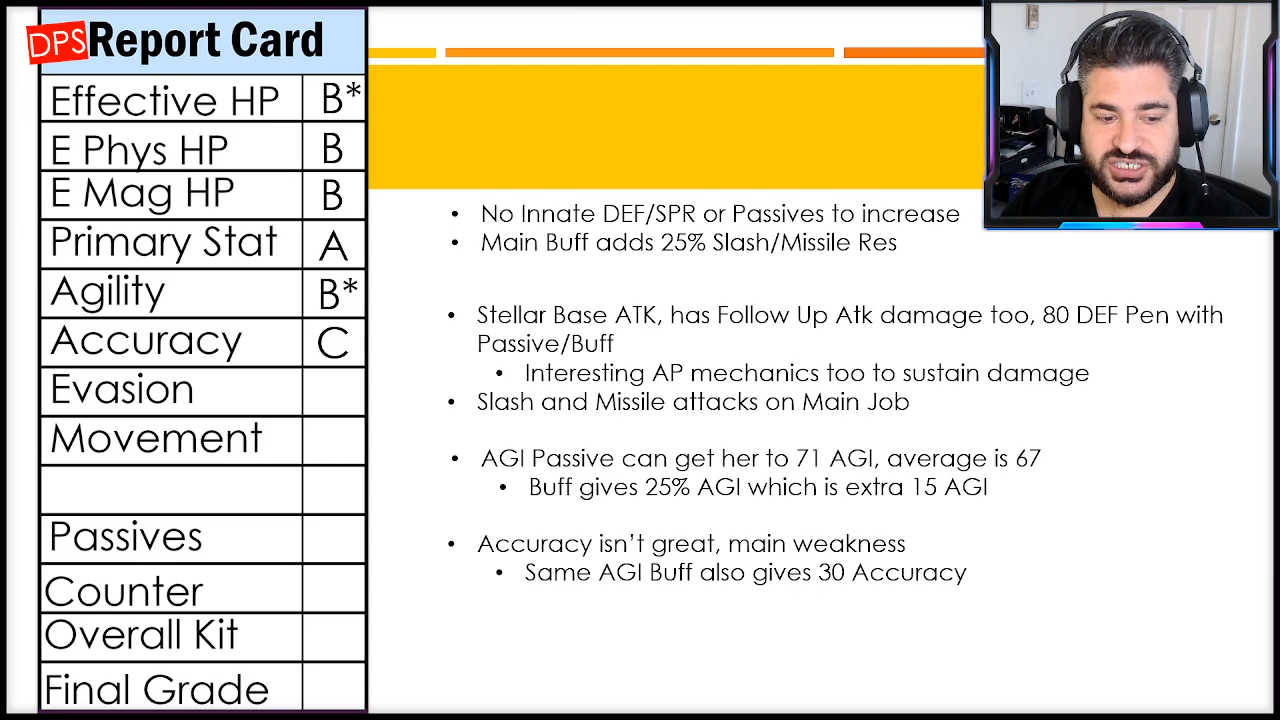 DPS Report Card
Effective HP B*
E Phys HP B
E Mag HP B
Primary Stat A
Agility B*
Accuracy C
Evasion
Movement
Passives
Counter
Overall Kit
Final Grade
• No Innate DEF/SPR or Passives to increase
• Main Buff adds 25% Slash/Missile Res
• Stellar Base ATK, has Follow Up Atk damage too, 80 DEF Pen with
Passive/Buff
• Interesting AP mechanics too to sustain damage
• Slash and Missile attacks on Main Job
• AGI Passive can get her to 71 AGI, average is 67
• Buff gives 25% AGI which is extra 15 AGI
• Accuracy isn't great, main weakness
• Same AGI Buff also gives 30 Accuracy